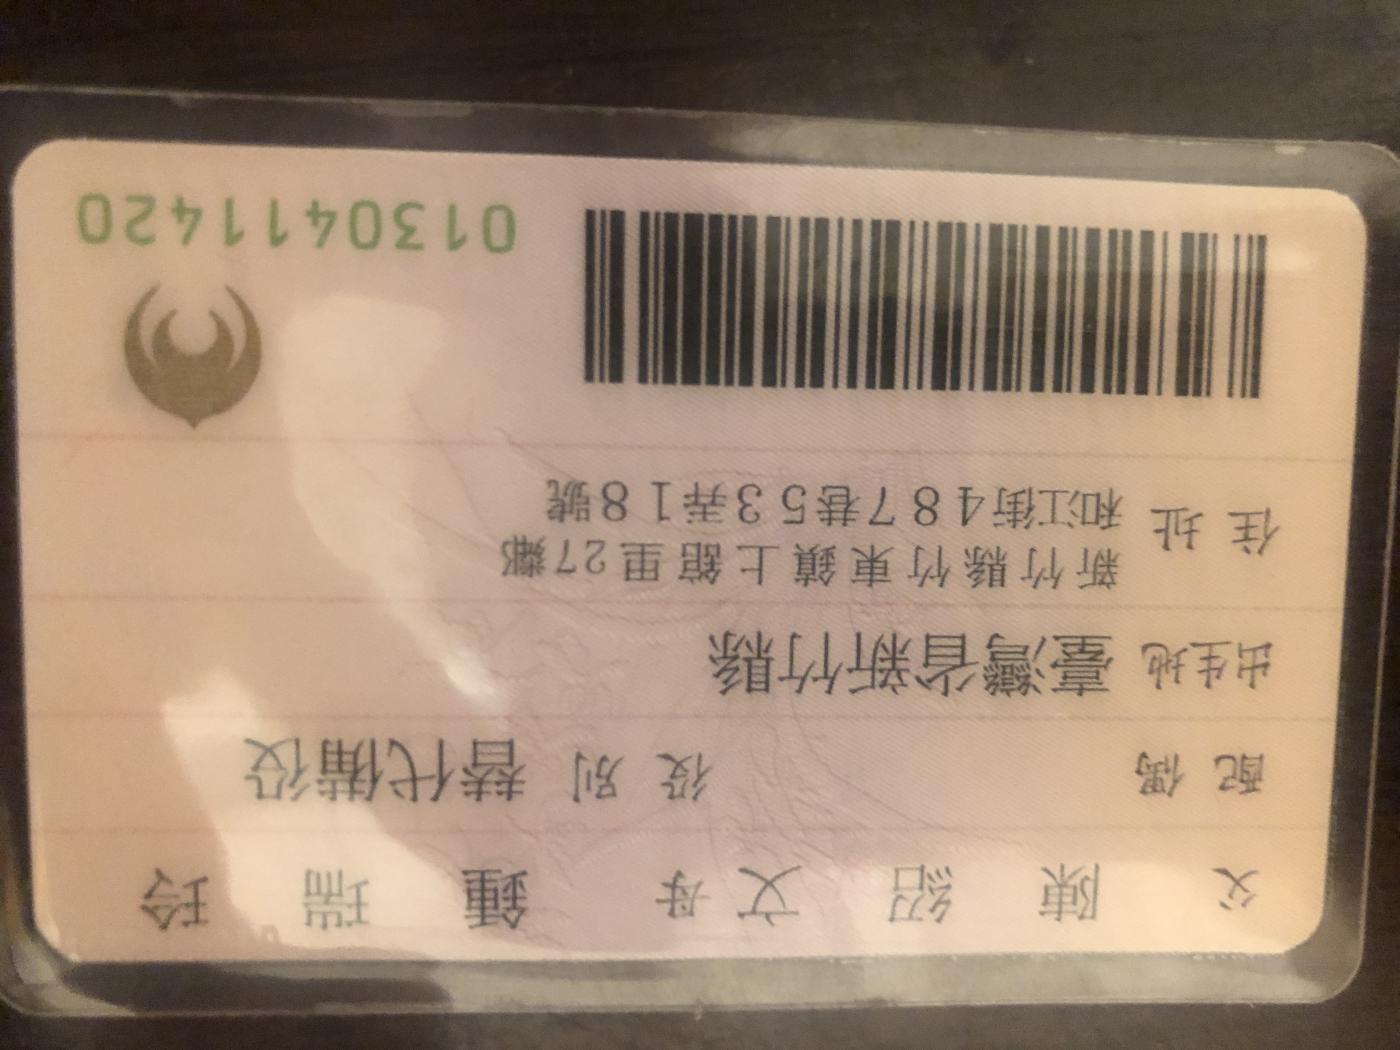 父 陳 紹 文 母 鍾 瑞 玲
配偶 役別 替代備役
出生地 臺灣省新竹縣
住址 新竹縣竹東鎮上館里27鄰
和江街487巷53弄18號
0130411420